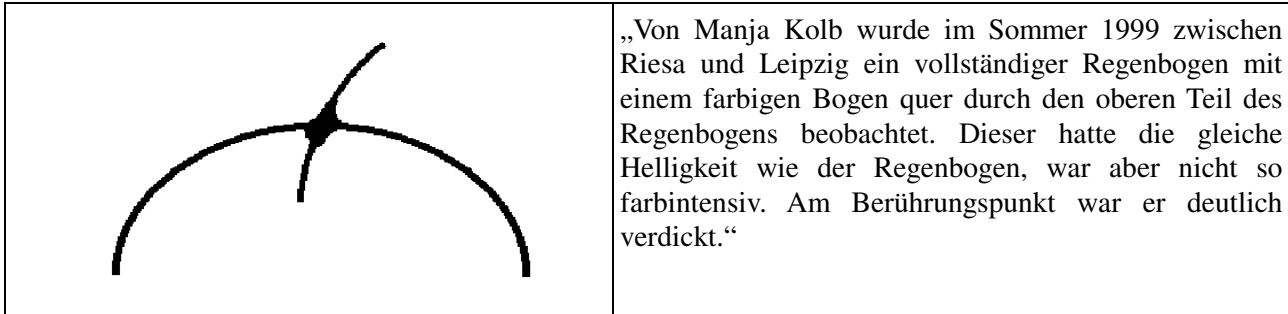 „Von Manja Kolb wurde im Sommer 1999 zwischen
Riesa und Leipzig ein vollständiger Regenbogen mit
einem farbigen Bogen quer durch den oberen Teil des
Regenbogens beobachtet. Dieser hatte die gleiche
Helligkeit wie der Regenbogen, war aber nicht so
farbintensiv. Am Berührungspunkt war er deutlich
verdickt.“